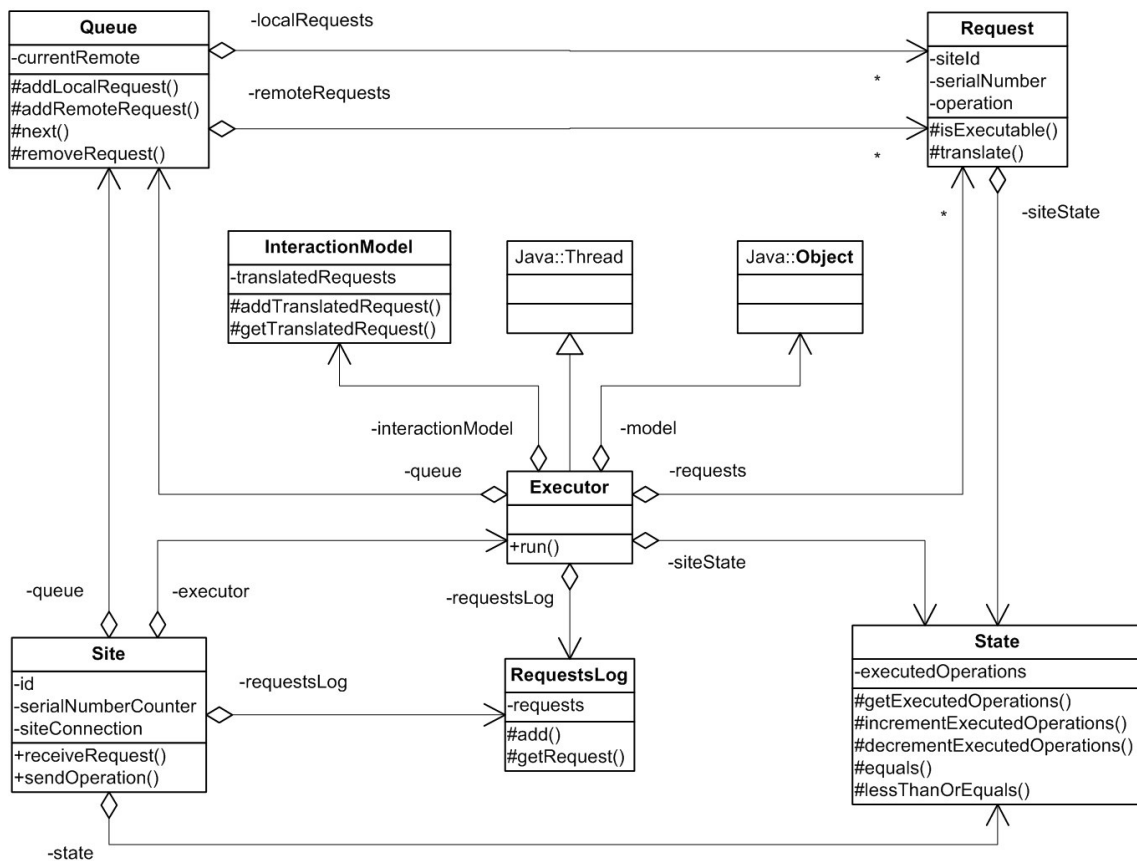 Queue
-currentRemote
#addLocalRequest()
#addRemoteRequest()
#next()
#removeRequest()
-localRequests
*
-remoteRequests
*
Request
-siteId
-serialNumber
-operation
#isExecutable()
#translate()
*
-siteState
InteractionModel
-translatedRequests
#addTranslatedRequest()
#getTranslatedRequest()
Java::Thread
Java::Object
-interactionModel
-model
-queue
-requests
Executor
+run()
-siteState
-requestsLog
-queue
-executor
Site
-id
-serialNumberCounter
-siteConnection
+receiveRequest()
+sendOperation()
-requestsLog
RequestsLog
-requests
#add()
#getRequest()
State
-executedOperations
#getExecutedOperations()
#incrementExecutedOperations()
#decrementExecutedOperations()
#equals()
#lessThanOrEquals()
-state